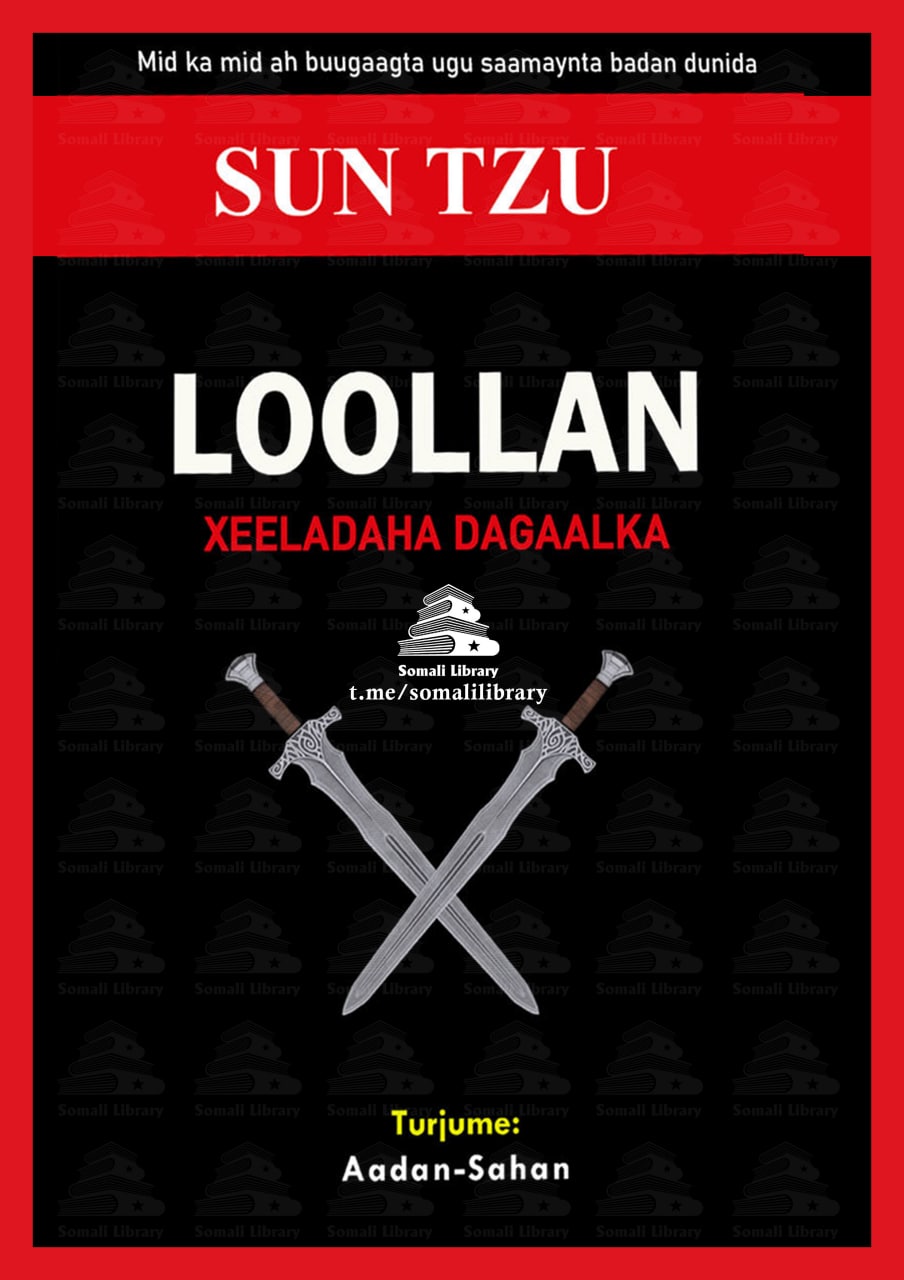 Mid ka mid ah buugaagta ugu saamaynta badan dunida
SUN TZU
LOOLLAN
XEELADAHA DAGAALKA
Somali Library
t.me/somalilibrary
Turjume:
Aadan-Sahan